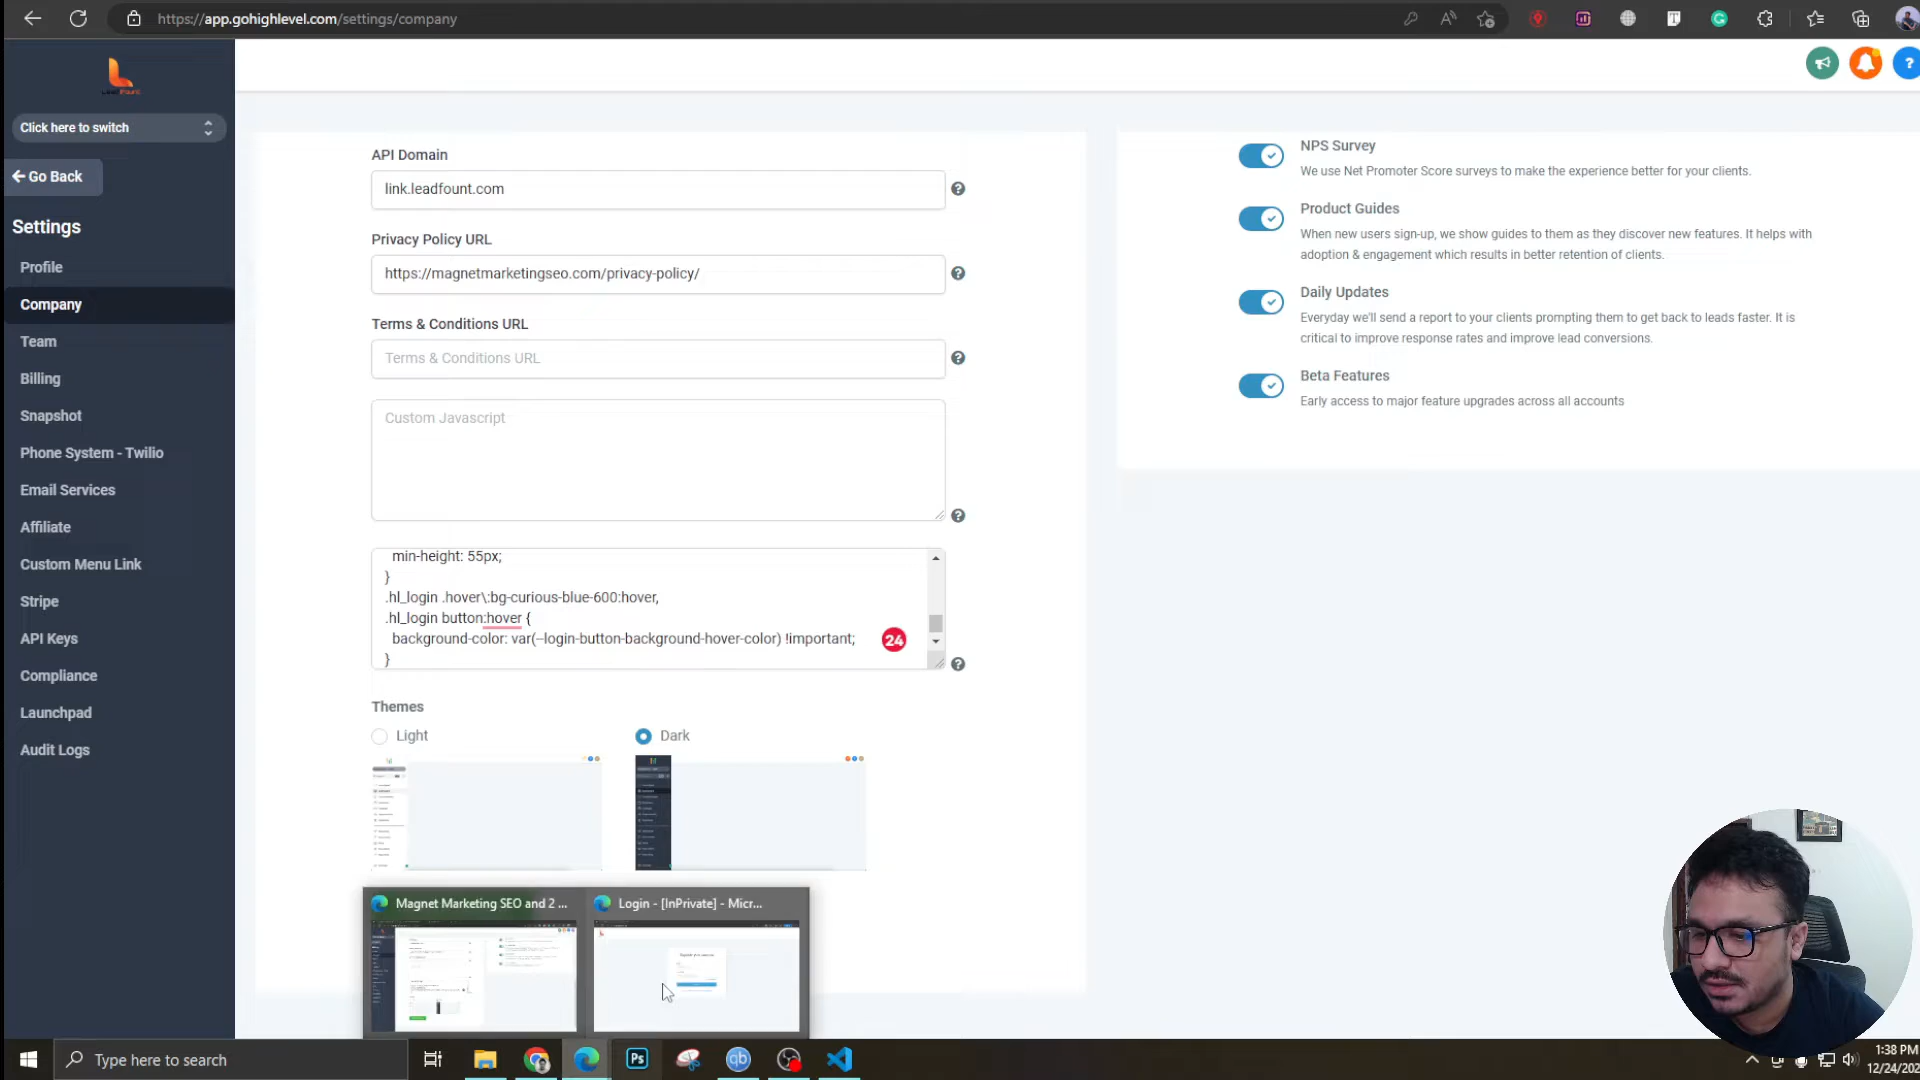 https://app.gohighlevel.com/settings/company
Click here to switch
Go Back
Settings
Profile
Company
Team
Billing
Snapshot
Phone System - Twilio
Email Services
Affiliate
Custom Menu Link
Stripe
API Keys
Compliance
Launchpad
Audit Logs
API Domain
link.leadfount.com
Privacy Policy URL
https://magnetmarketingseo.com/privacy-policy/
Terms & Conditions URL
Terms & Conditions URL
Custom Javascript
min-height: 55px;
}
.hl_login .hover\:bg-curious-blue-600:hover,
.hl_login button:hover {
background-color: var(--login-button-background-hover-color) !important;
}
24
Themes
Light
Dark
NPS Survey
We use Net Promoter Score surveys to make the experience better for your clients.
Product Guides
When new users sign-up, we show guides to them as they discover new features. It helps with
adoption & engagement which results in better retention of clients.
Daily Updates
Everyday we'll send a report to your clients prompting them to get back to leads faster. It is
critical to improve response rates and improve lead conversions.
Beta Features
Early access to major feature upgrades across all accounts
Magnet Marketing SEO and 2 ...
Login - [InPrivate] - Micr...
Type here to search
Ps
qb
1:38 PM
12/24/202